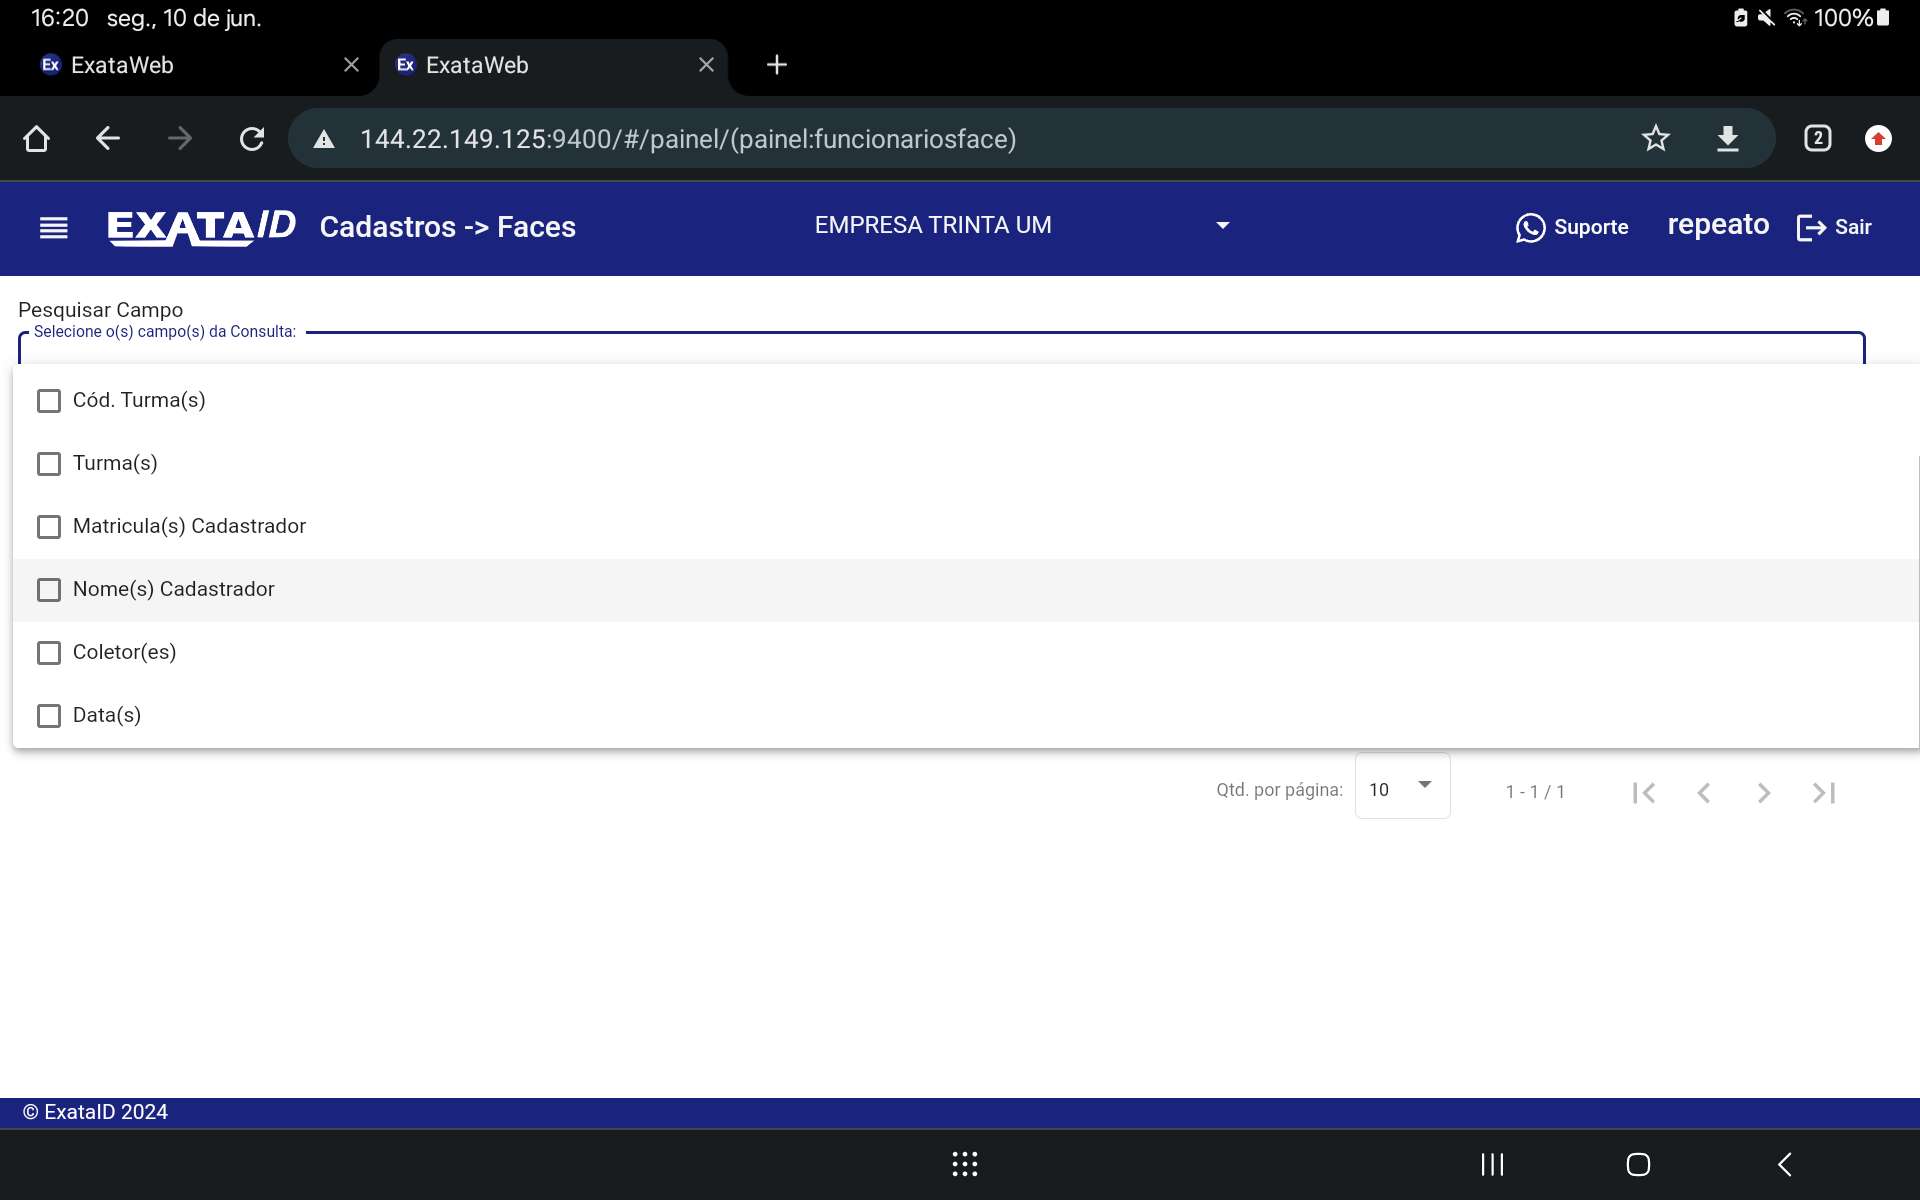 16:20 seg., 10 de jun. 100%
Ex ExataWeb Ex ExataWeb
144.22.149.125:9400/#/painel/(painel:funcionariosface) 2
EXATAID Cadastros -> Faces EMPRESA TRINTA UM Suporte repeato Sair
Pesquisar Campo
Selecione o(s) campo(s) da Consulta:
Cód. Turma(s)
Turma(s)
Matricula(s) Cadastrador
Nome(s) Cadastrador
Coletor(es)
Data(s)
Qtd. por página: 10 1 - 1 / 1
© ExataID 2024